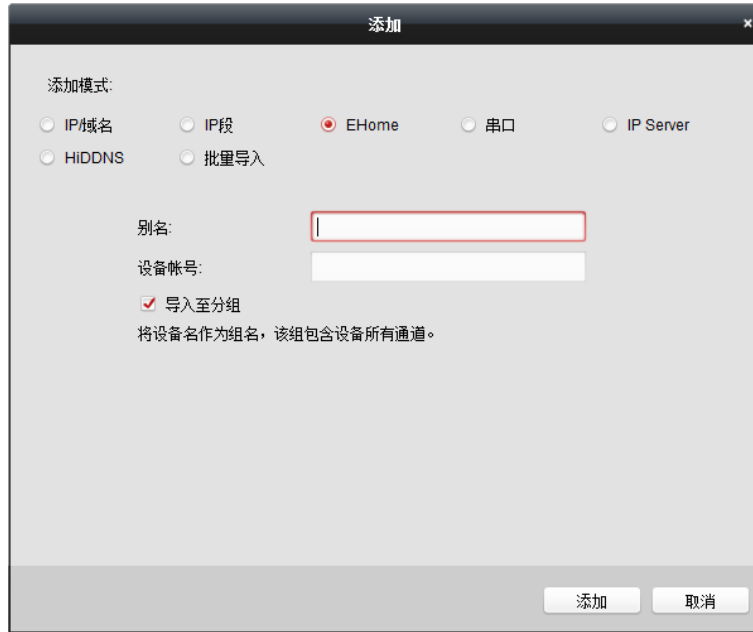 添加 ×
添加模式:
IP/域名 IP段 EHome 串口 IP Server
HiDDNS 批量导入
别名:
设备帐号:
导入至分组
将设备名作为组名，该组包含设备所有通道。
添加 取消